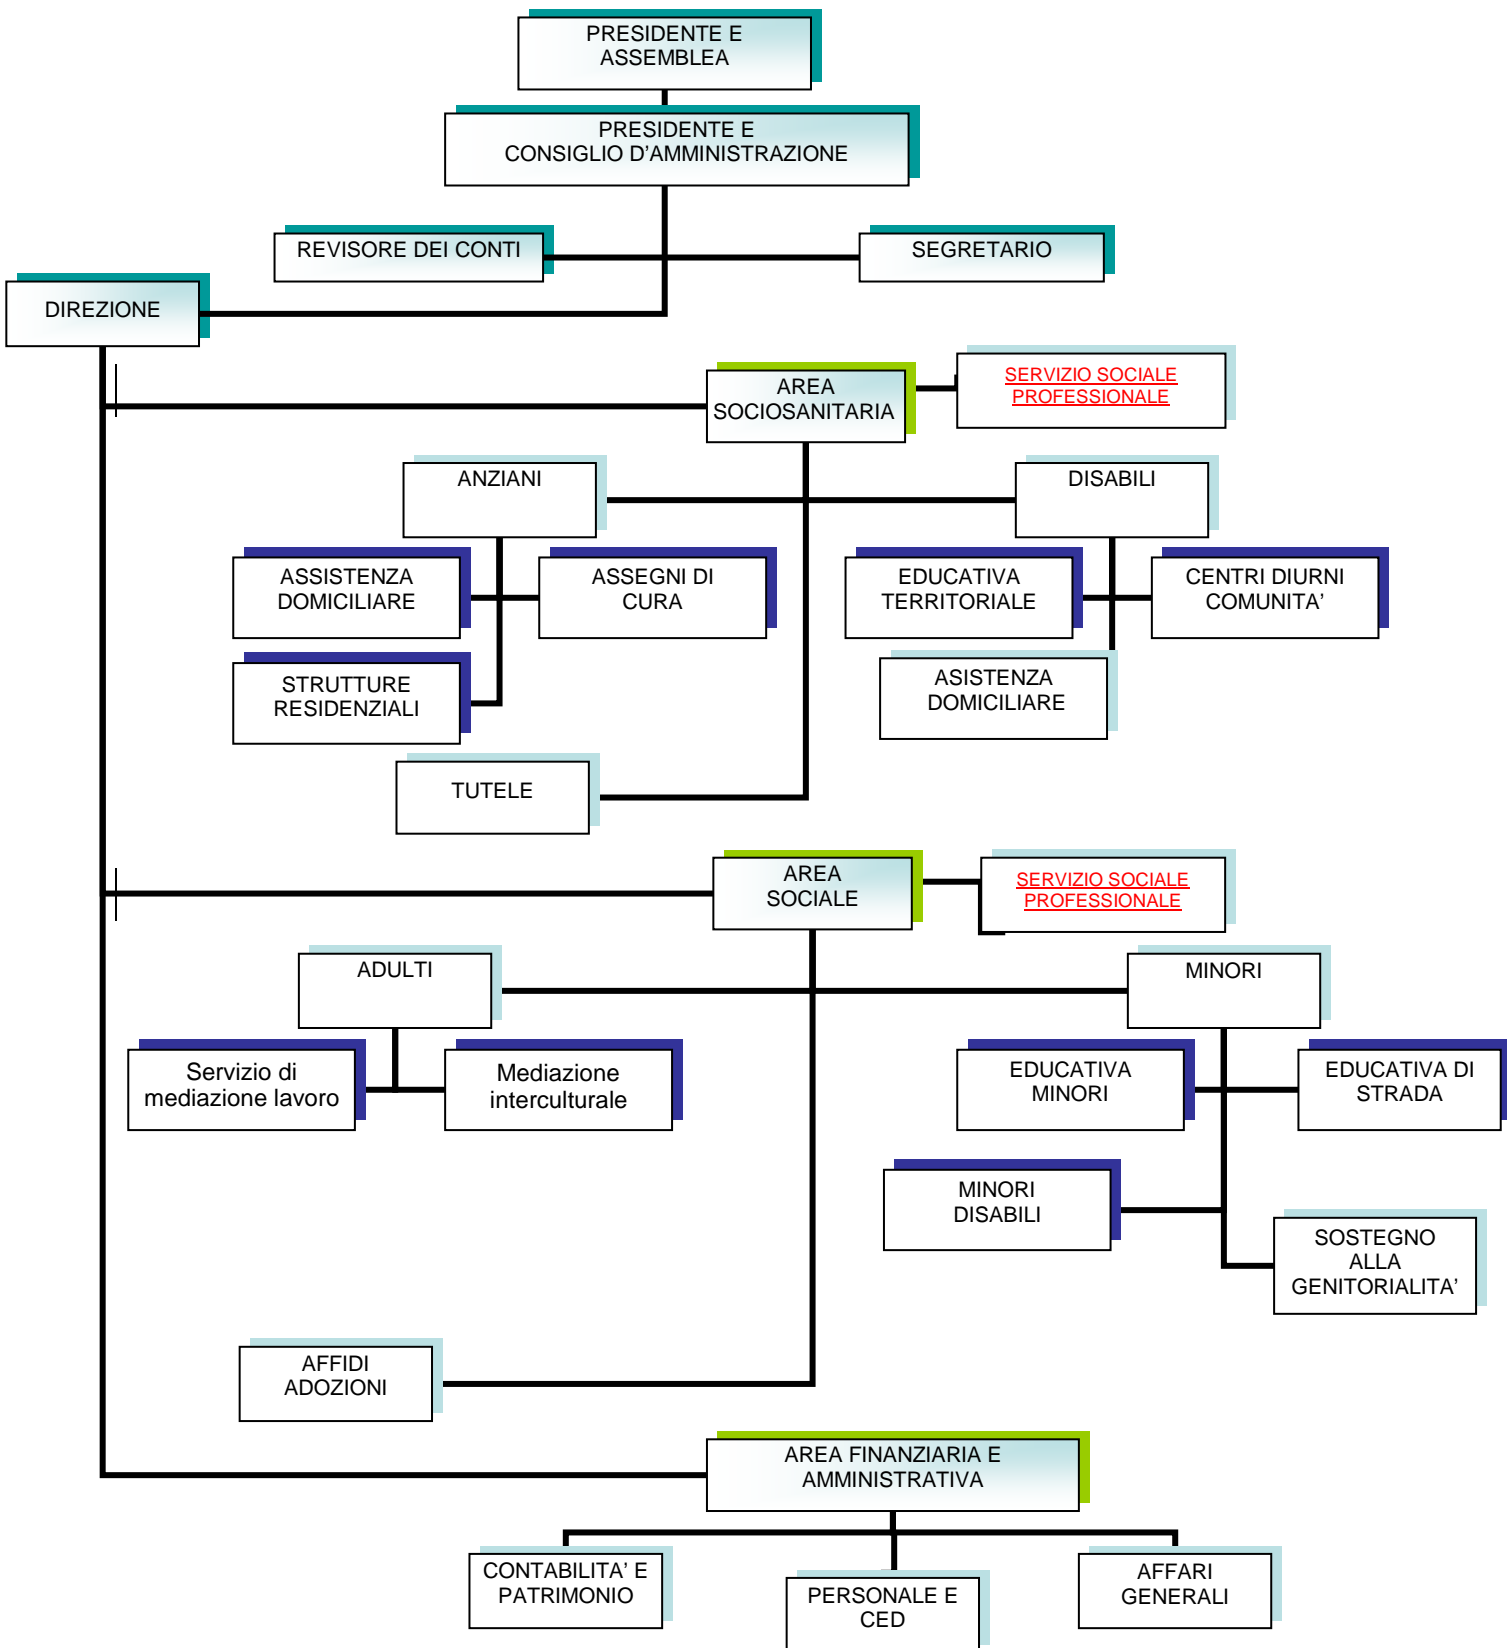 PRESIDENTE E
ASSEMBLEA
PRESIDENTE E
CONSIGLIO D'AMMINISTRAZIONE
REVISORE DEI CONTI
SEGRETARIO
DIREZIONE
AREA
SOCIOSANITARIA
SERVIZIO SOCIALE
PROFESSIONALE
ANZIANI
DISABILI
ASSISTENZA
DOMICILIARE
ASSEGNI DI
CURA
EDUCATIVA
TERRITORIALE
CENTRI DIURNI
COMUNITA’
STRUTTURE
RESIDENZIALI
ASISTENZA
DOMICILIARE
TUTELE
AREA
SOCIALE
SERVIZIO SOCIALE
PROFESSIONALE
ADULTI
MINORI
Servizio di
mediazione lavoro
Mediazione
interculturale
EDUCATIVA
MINORI
EDUCATIVA DI
STRADA
MINORI
DISABILI
SOSTEGNO
ALLA
GENITORIALITA’
AFFIDI
ADOZIONI
AREA FINANZIARIA E
AMMINISTRATIVA
CONTABILITA’ E
PATRIMONIO
PERSONALE E
CED
AFFARI
GENERALI